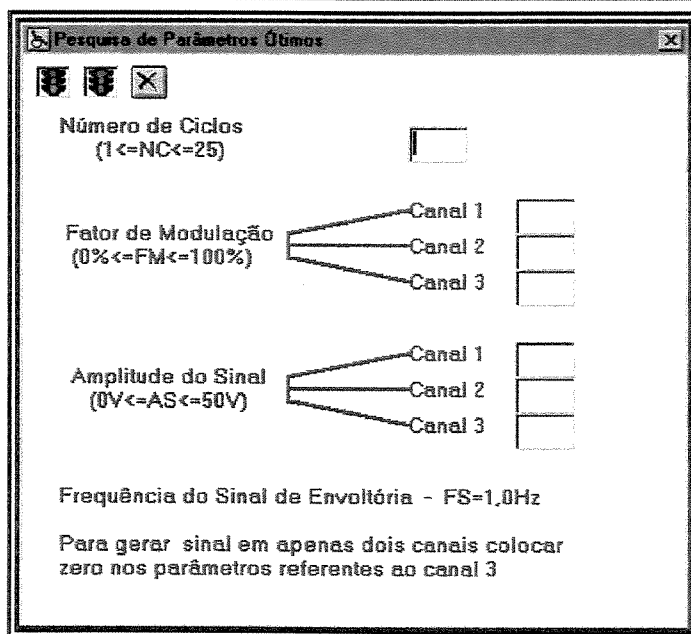 Pesquisa de Parâmetros Ótimos
Número de Ciclos
(1<=NC<=25)
Fator de Modulação
(0%<=FM<=100%)
Canal 1
Canal 2
Canal 3
Amplitude do Sinal
(0V<=AS<=50V)
Canal 1
Canal 2
Canal 3
Frequência do Sinal de Envoltória - FS=1,0Hz
Para gerar sinal em apenas dois canais colocar
zero nos parâmetros referentes ao canal 3